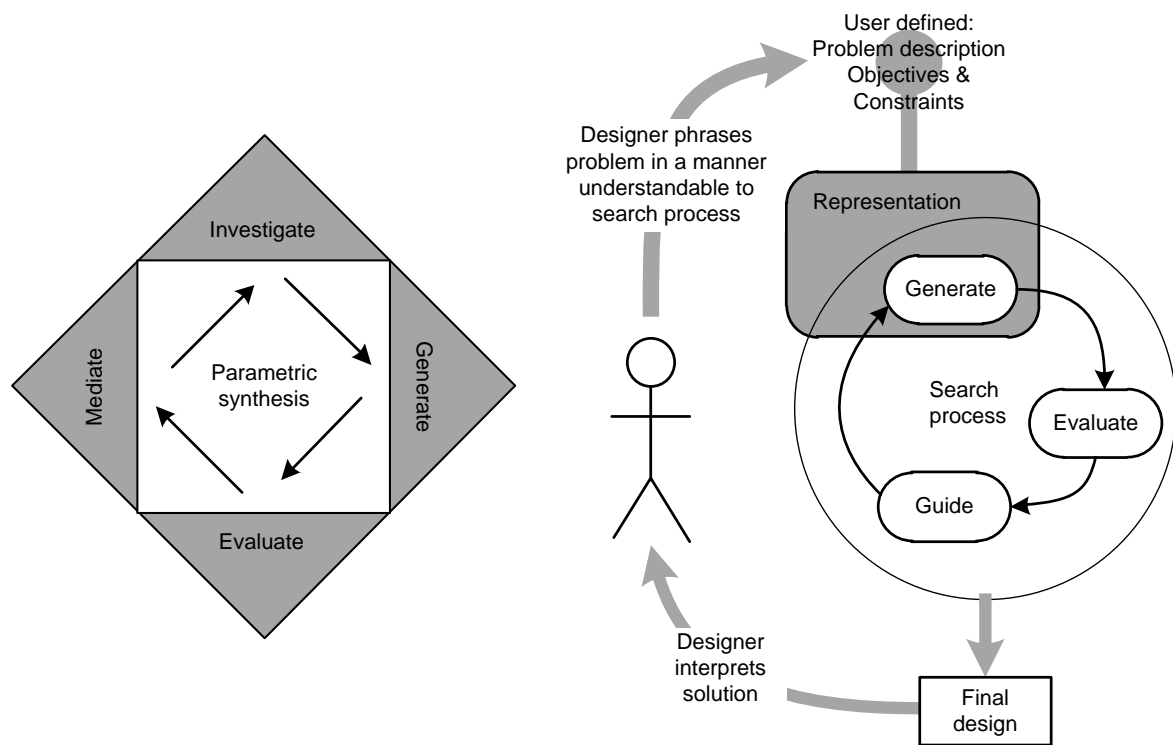 Investigate
Mediate
Parametric
synthesis
Generate
Evaluate
User defined:
Problem description
Objectives &
Constraints
Designer phrases
problem in a manner
understandable to
search process
Representation
Generate
Search
process
Evaluate
Guide
Designer
interprets
solution
Final
design